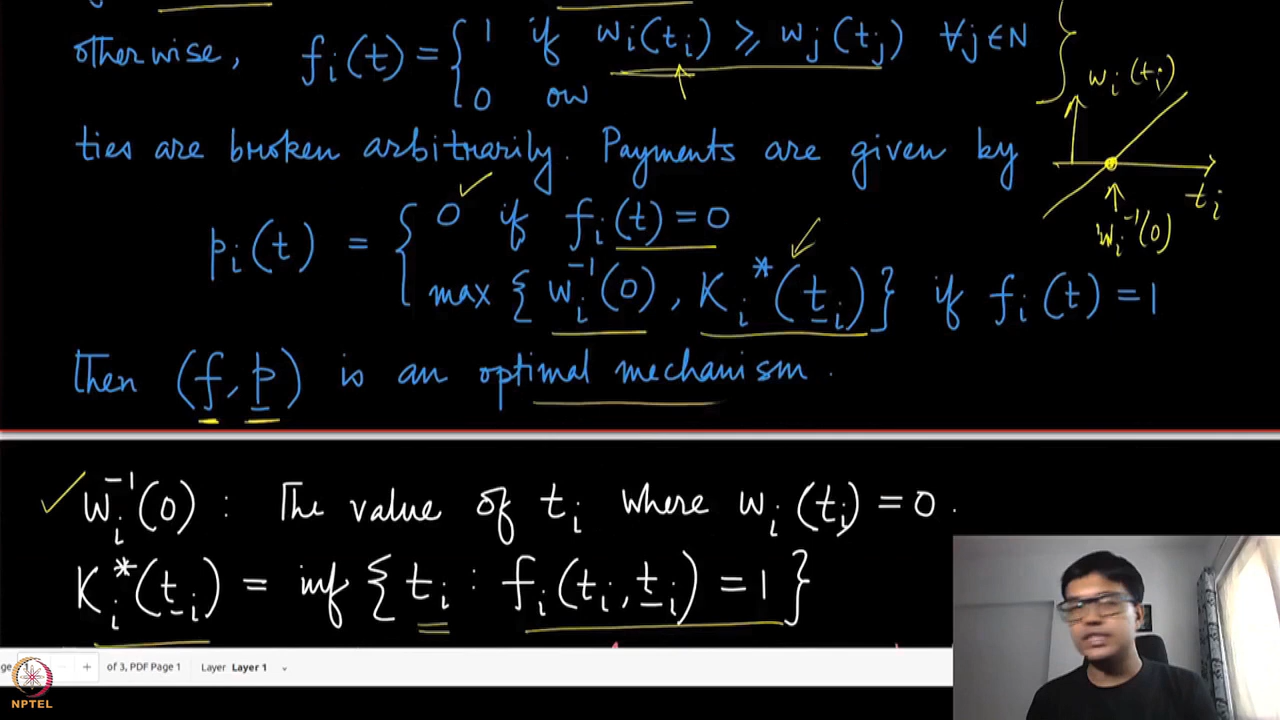 otherwise, fᵢ(t) = { 1 if wᵢ(tᵢ) ⩾ wⱼ(tⱼ) ∀j∈N
0 ow
wᵢ(tᵢ)
tᵢ
wᵢ⁻¹(0)
ties are broken arbitrarily. Payments are given by
pᵢ(t) = { 0 if fᵢ(t) = 0
max { wᵢ⁻¹(0), Kᵢ*(t̲ᵢ) } if fᵢ(t) = 1
Then (f, p) is an optimal mechanism.
✓ wᵢ⁻¹(0) : The value of tᵢ where wᵢ(tᵢ) = 0.
Kᵢ*(t̲ᵢ) = inf { tᵢ : fᵢ(tᵢ, t̲ᵢ) = 1 }
ge 1 + of 3, PDF Page 1 Layer Layer 1
NPTEL